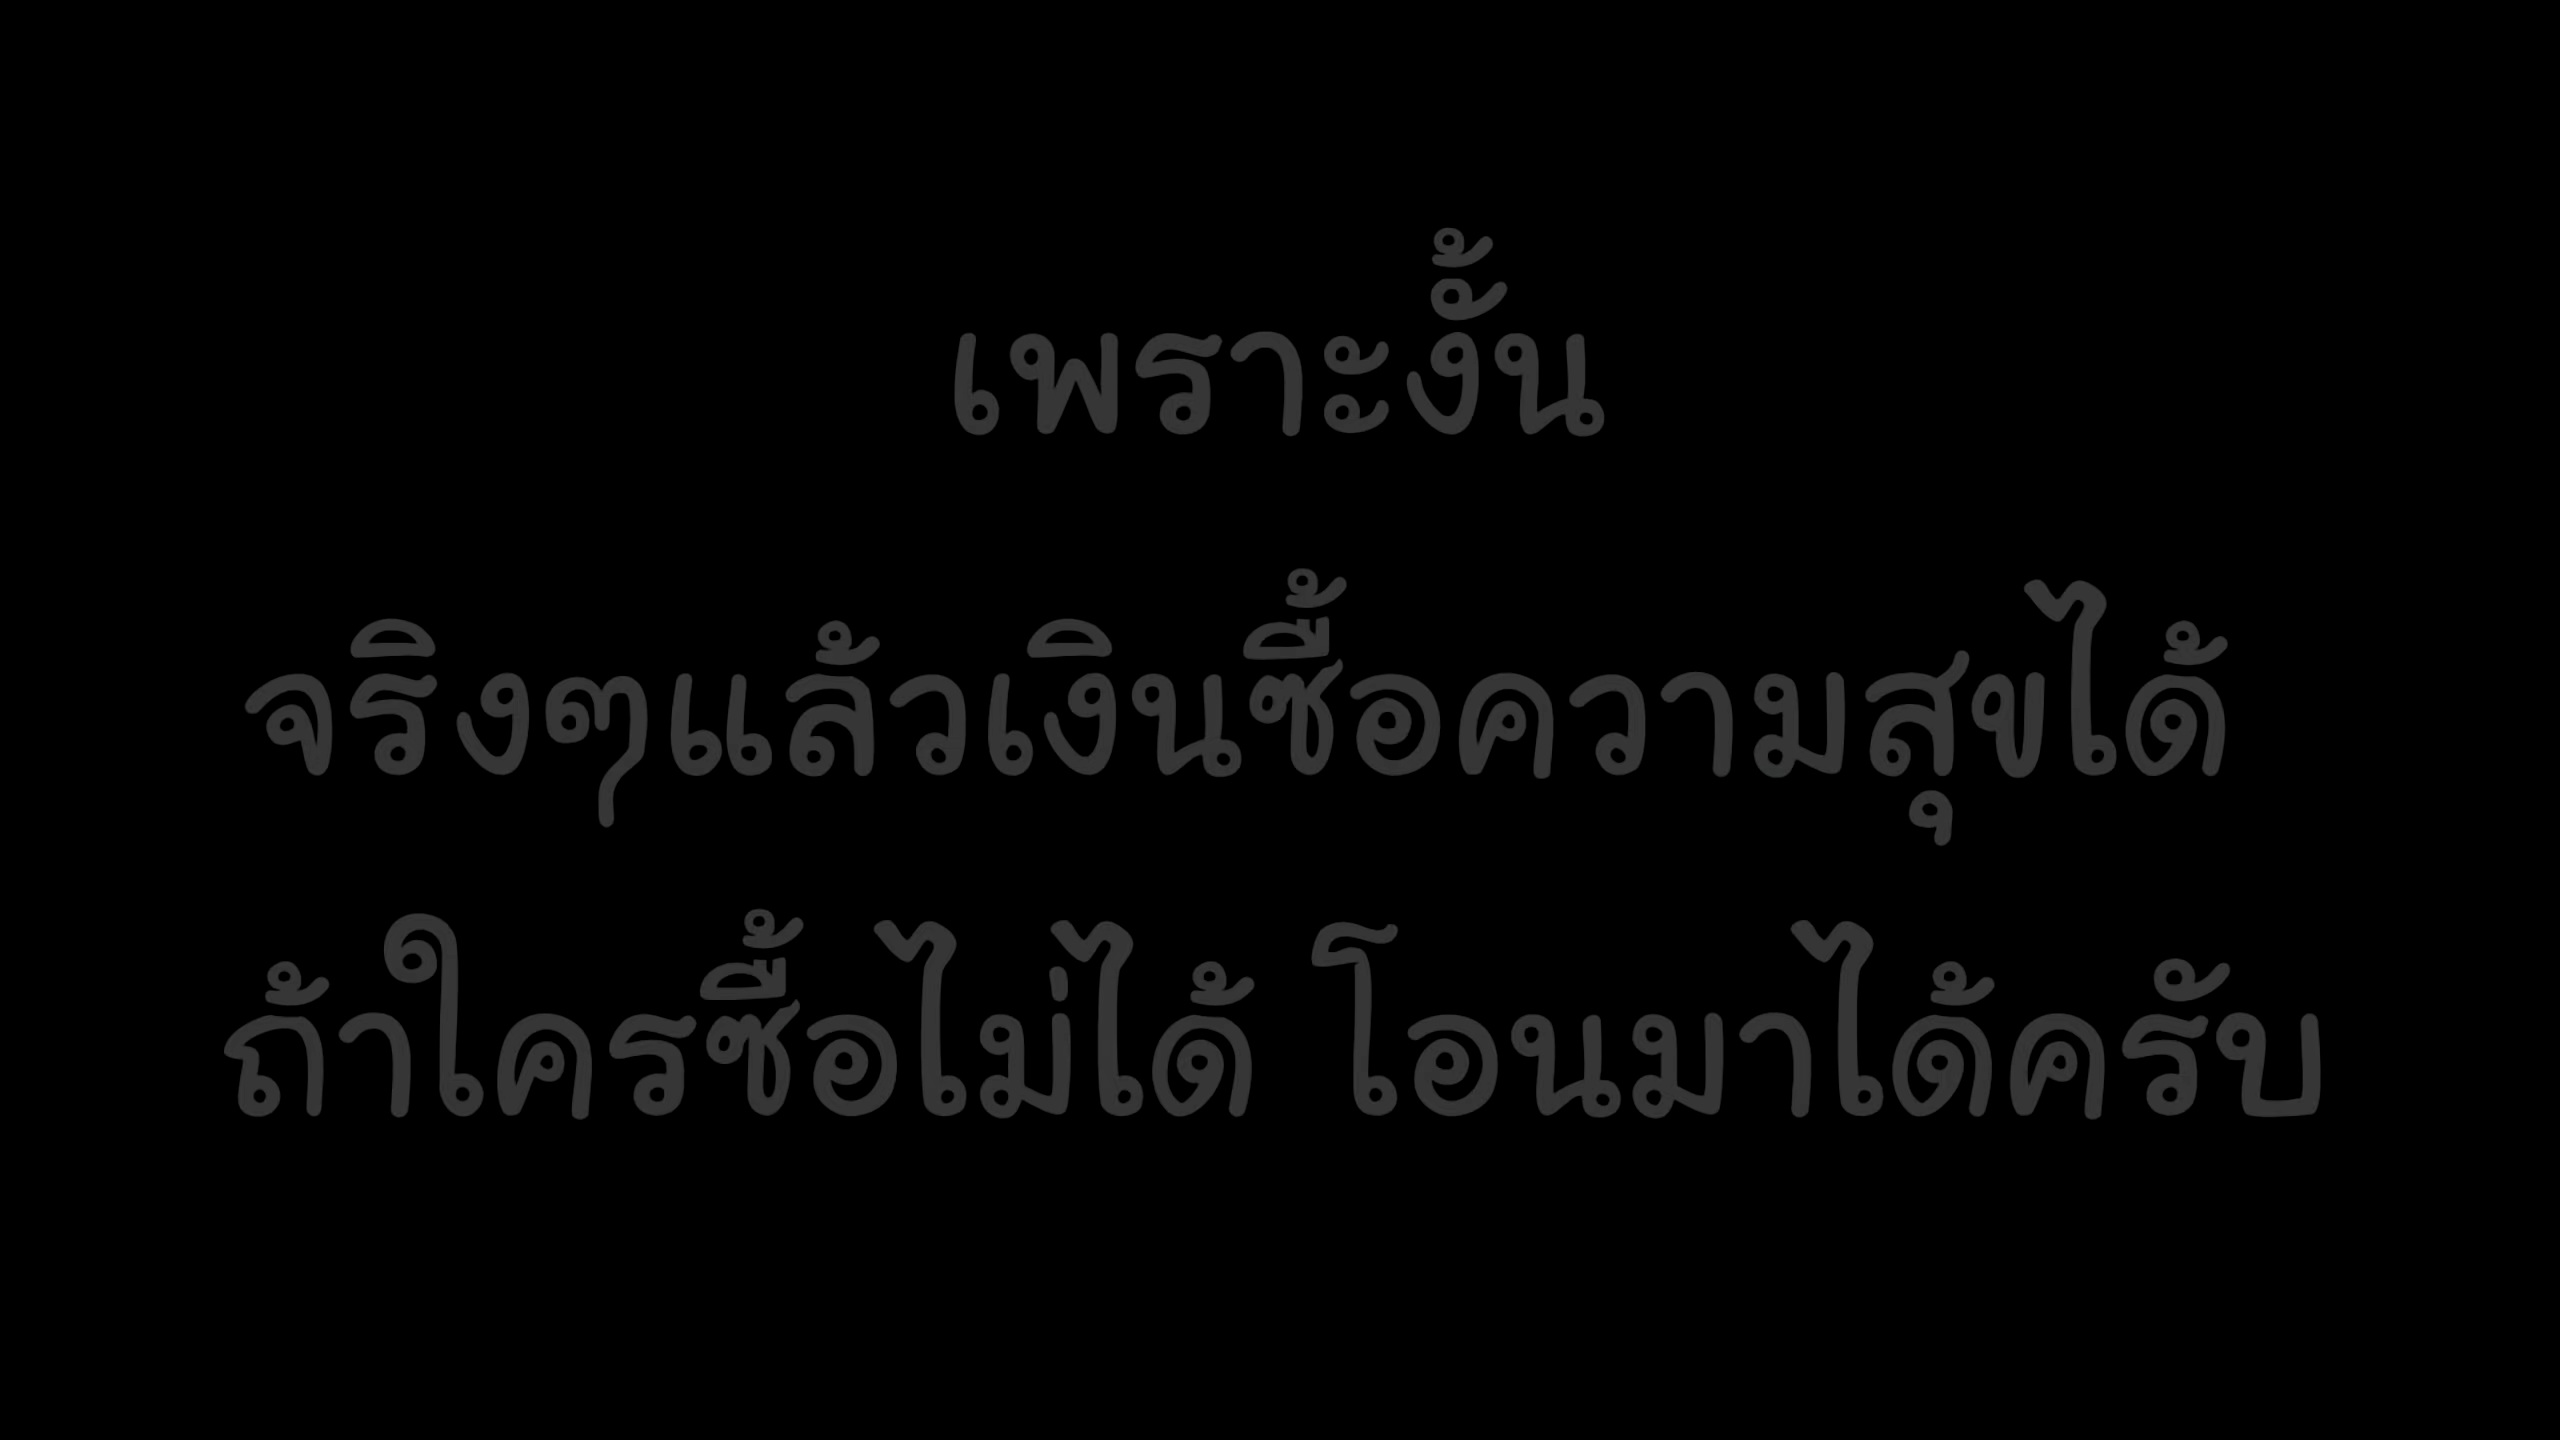 เพราะงั้น
จริงๆแล้วเงินซื้อความสุขได้
ถ้าใครซื้อไม่ได้ โอนมาได้ครับ